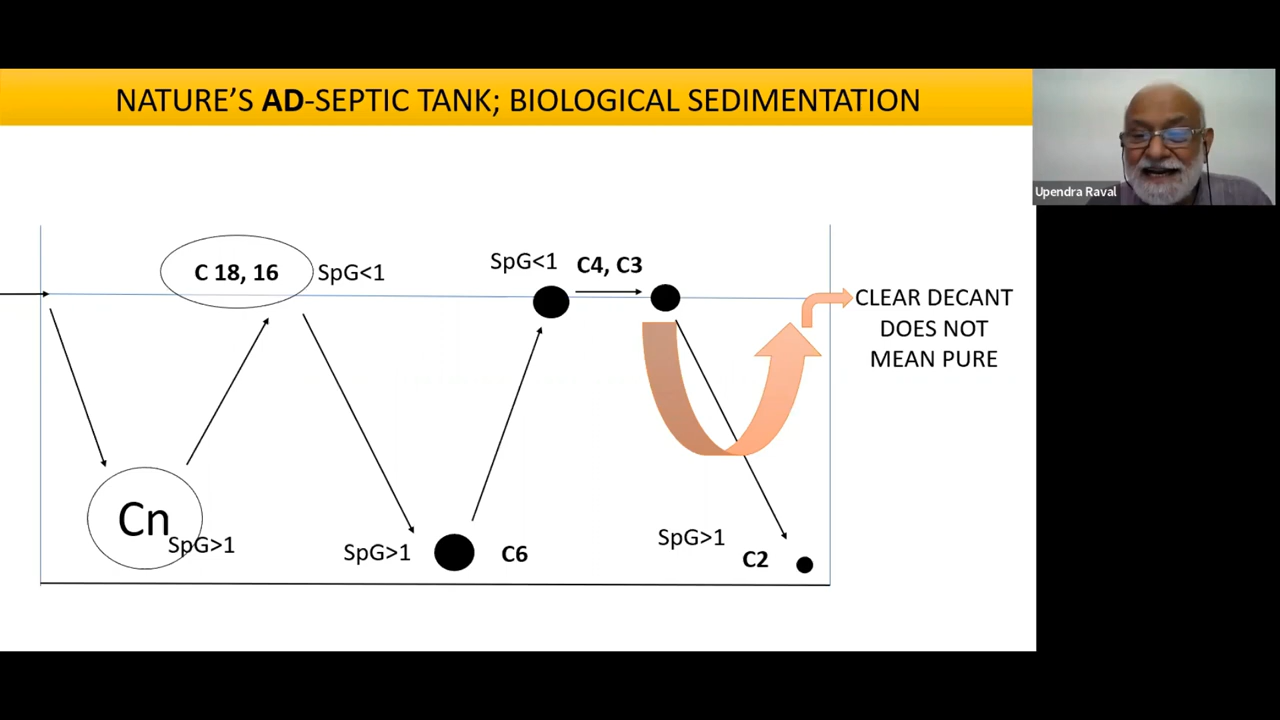 NATURE'S AD-SEPTIC TANK; BIOLOGICAL SEDIMENTATION
Upendra Raval
C 18, 16
SpG<1
SpG<1
C4, C3
CLEAR DECANT
DOES NOT
MEAN PURE
Cn
SpG>1
SpG>1
C6
SpG>1
C2